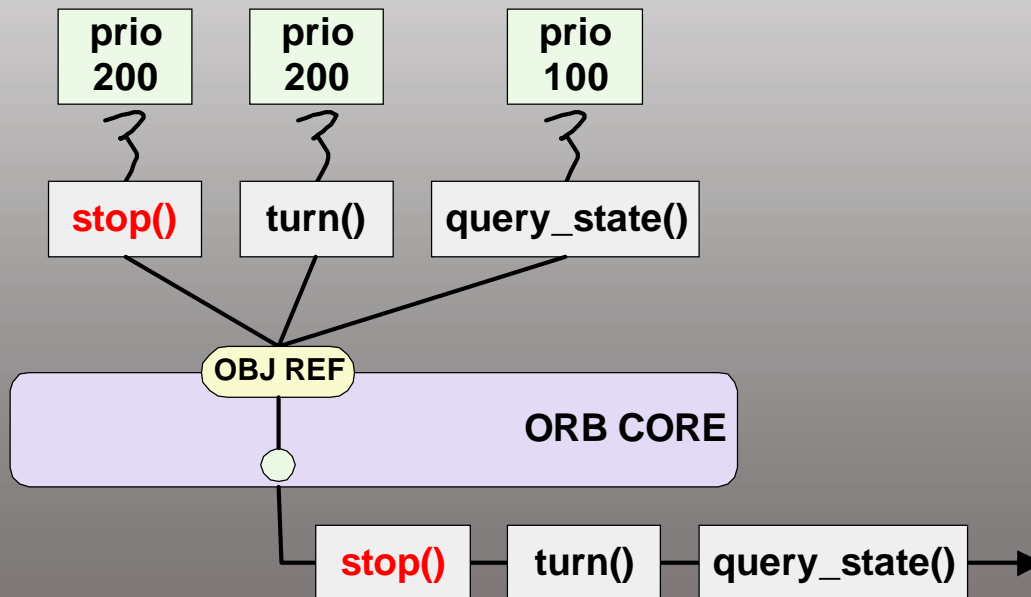 prio
200
prio
200
prio
100
stop()
turn()
query_state()
OBJ REF
ORB CORE
stop()
turn()
query_state()